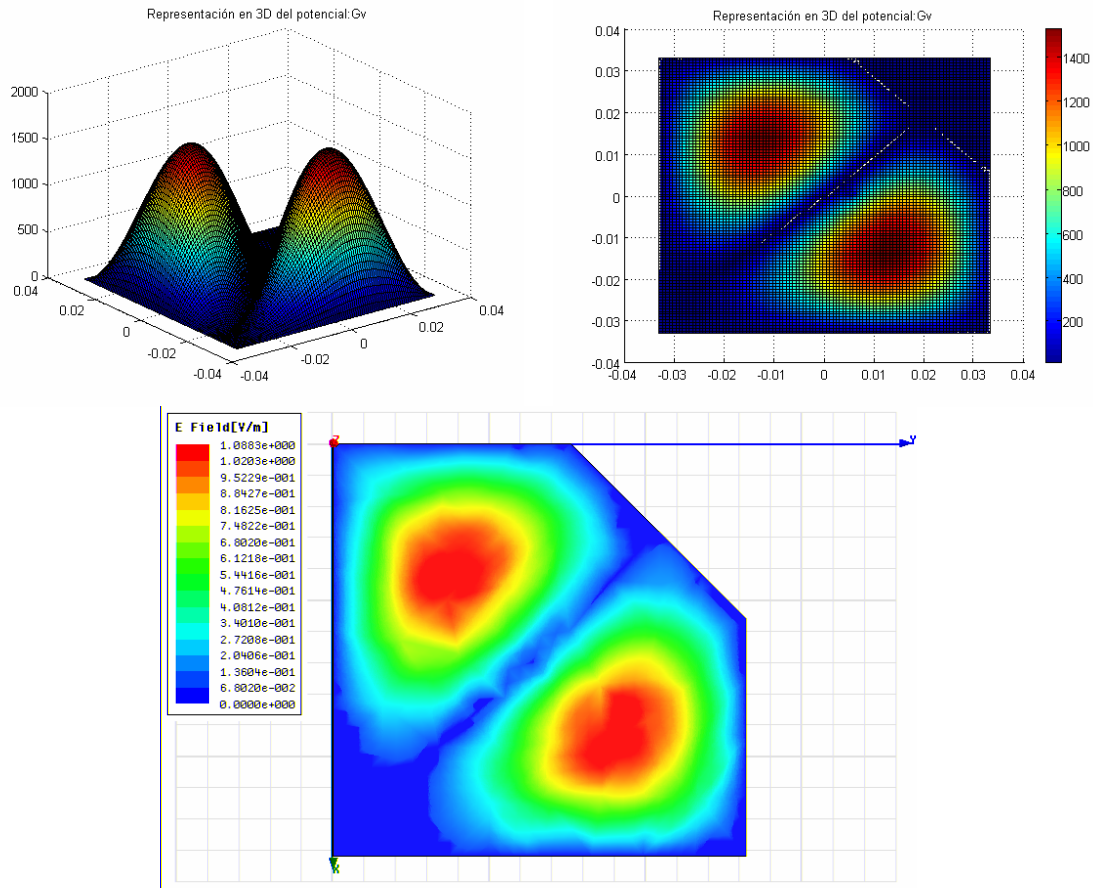 Representación en 3D del potencial:Gv
2000
1500
1000
500
0
0.04
0.02
0
-0.02
-0.04
-0.04
-0.02
0
0.02
0.04
Representación en 3D del potencial:Gv
0.04
0.03
0.02
0.01
0
-0.01
-0.02
-0.03
-0.04
-0.04
-0.03
-0.02
-0.01
0
0.01
0.02
0.03
0.04
1400
1200
1000
800
600
400
200
E Field[V/m]
1.0883e+000
1.0203e+000
9.5229e-001
8.8427e-001
8.1625e-001
7.4822e-001
6.8020e-001
6.1218e-001
5.4416e-001
4.7614e-001
4.0812e-001
3.4010e-001
2.7208e-001
2.0406e-001
1.3604e-001
6.8020e-002
0.0000e+000
Y